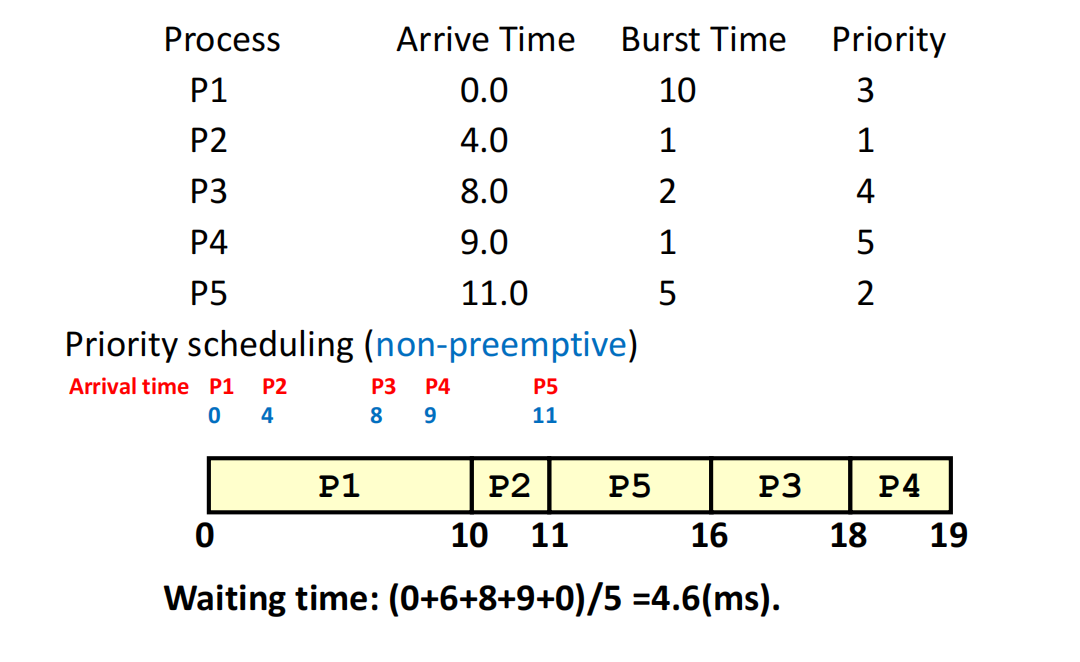 Process Arrive Time Burst Time Priority
P1 0.0 10 3
P2 4.0 1 1
P3 8.0 2 4
P4 9.0 1 5
P5 11.0 5 2
Priority scheduling (non-preemptive)
Arrival time P1 P2 P3 P4 P5
0 4 8 9 11
P1 P2 P5 P3 P4
0 10 11 16 18 19
Waiting time: (0+6+8+9+0)/5 =4.6(ms).